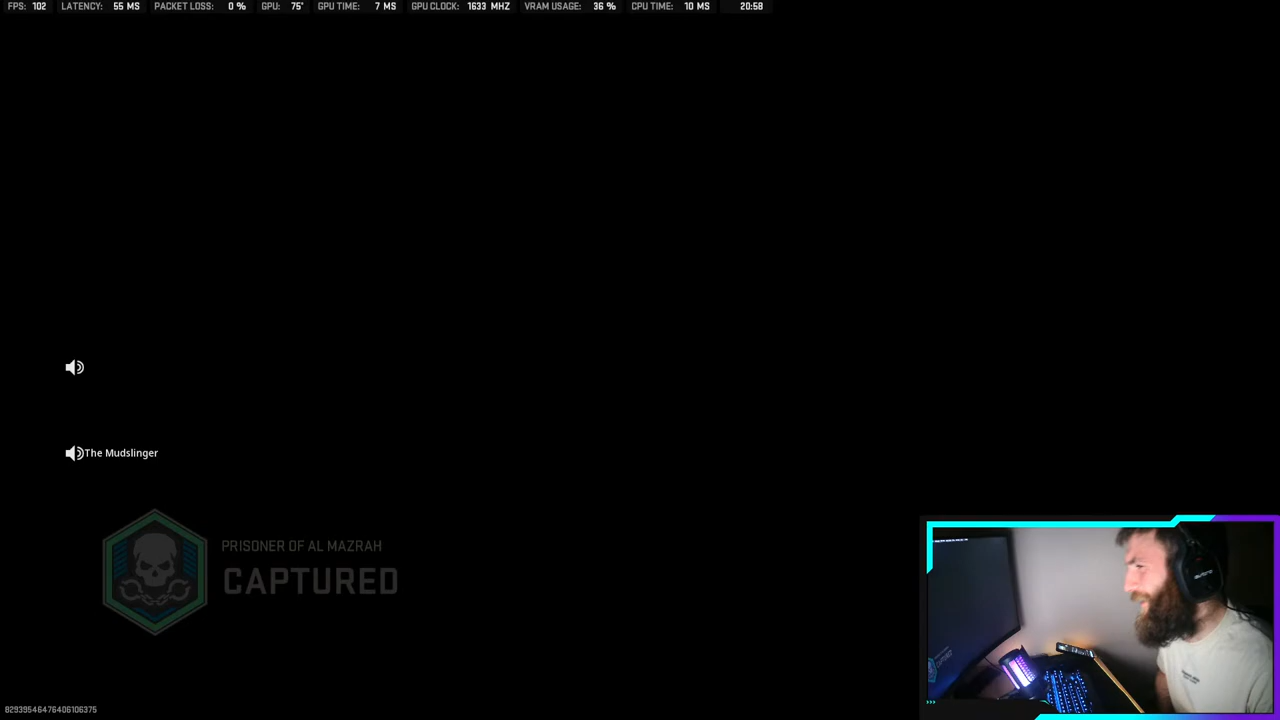 FPS: 102 LATENCY: 55 MS PACKET LOSS: 0 % GPU: 75° GPU TIME: 7 MS GPU CLOCK: 1633 MHZ VRAM USAGE: 36 % CPU TIME: 10 MS 20:58
The Mudslinger
PRISONER OF AL MAZRAH
CAPTURED
82939546476406106375